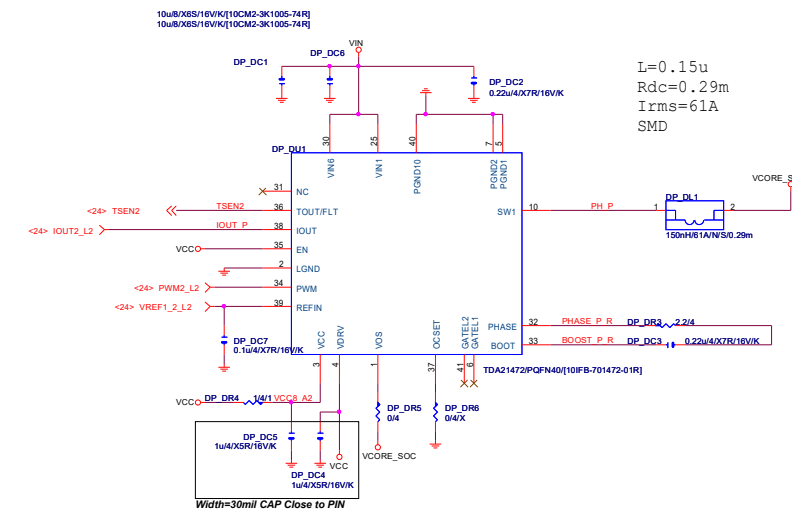 10u/8/X6S/16V/K/[10CM2-3K1005-74R]
10u/8/X6S/16V/K/[10CM2-3K1005-74R]
VIN
DP_DC6
DP_DC1
DP_DC2
0.22u/4/X7R/16V/K
L=0.15u
Rdc=0.29m
Irms=61A
SMD
DP_DU1
30
25
40
7
5
VIN6
VIN1
PGND10
PGND2
PGND1
31
NC
<24> TSEN2
TSEN2
36
TOUT/FLT
<24> IOUT2_L2
IOUT_P
38
IOUT
VCC
35
EN
2
LGND
<24> PWM2_L2
34
PWM
<24> VREF1_2_L2
39
REFIN
SW1
10
PH_P
DP_DL1
1
2
150nH/61A/N/S/0.29m
VCORE_S
DP_DC7
0.1u/4/X7R/16V/K
VCC
VDRV
VOS
OCSET
GATEL2
GATEL1
PHASE
32
PHASE_P_R
DP_DR3
2.2/4
BOOT
33
BOOST_P_R
DP_DC3
0.22u/4/X7R/16V/K
3
4
1
37
41
6
TDA21472/PQFN40/[10IFB-701472-01R]
VCC
DP_DR4
1/4/1
VCC8_A2
DP_DR5
0/4
DP_DR6
0/4/X
DP_DC5
1u/4/X5R/16V/K
VCC
DP_DC4
1u/4/X5R/16V/K
VCORE_SOC
Width=30mil CAP Close to PIN